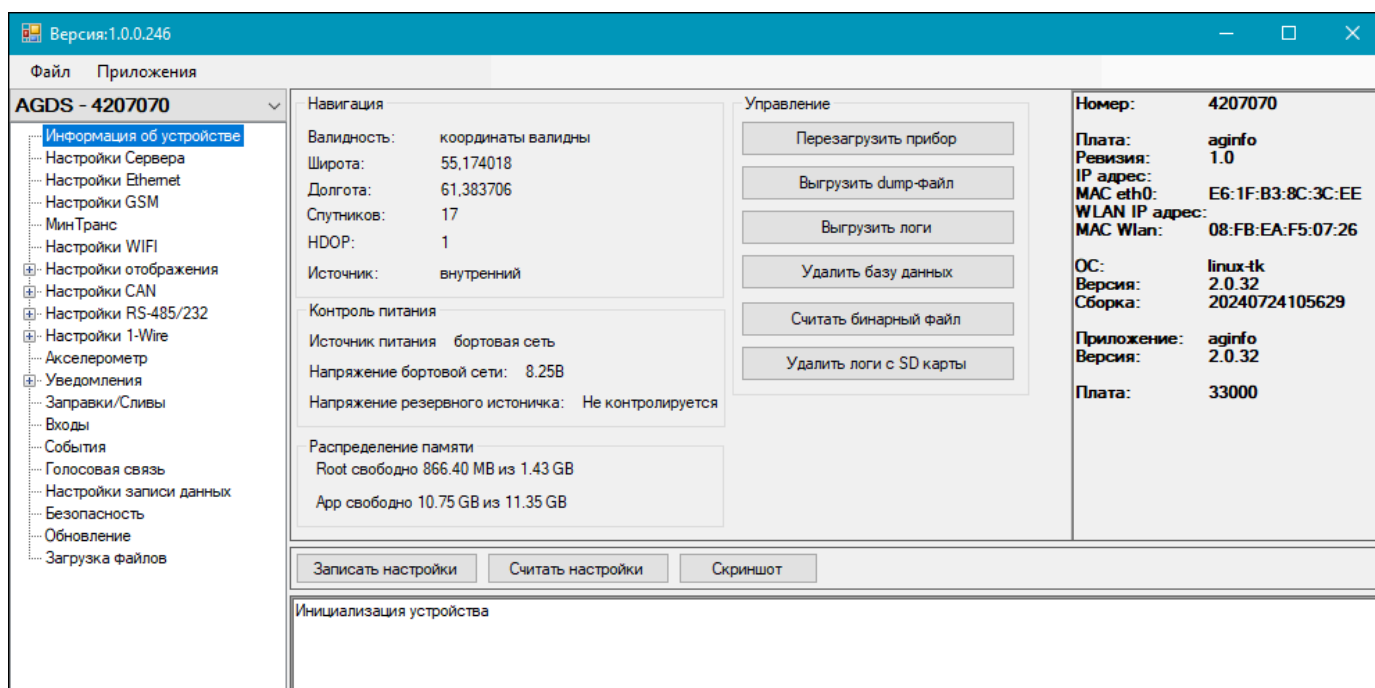 Версия:1.0.0.246
Файл Приложения
AGDS - 4207070
Информация об устройстве
Настройки Сервера
Настройки Ethernet
Настройки GSM
МинТранс
Настройки WIFI
Настройки отображения
Настройки CAN
Настройки RS-485/232
Настройки 1-Wire
Акселерометр
Уведомления
Заправки/Сливы
Входы
События
Голосовая связь
Настройки записи данных
Безопасность
Обновление
Загрузка файлов
Навигация
Валидность: координаты валидны
Широта: 55,174018
Долгота: 61,383706
Спутников: 17
HDOP: 1
Источник: внутренний
Контроль питания
Источник питания бортовая сеть
Напряжение бортовой сети: 8.25В
Напряжение резервного истоничка: Не контролируется
Распределение памяти
Root свободно 866.40 MB из 1.43 GB
App свободно 10.75 GB из 11.35 GB
Управление
Перезагрузить прибор
Выгрузить dump-файл
Выгрузить логи
Удалить базу данных
Считать бинарный файл
Удалить логи с SD карты
Номер: 4207070
Плата: aginfo
Ревизия: 1.0
IP адрес:
MAC eth0: E6:1F:B3:8C:3C:EE
WLAN IP адрес:
MAC Wlan: 08:FB:EA:F5:07:26
ОС: linux-tk
Версия: 2.0.32
Сборка: 20240724105629
Приложение: aginfo
Версия: 2.0.32
Плата: 33000
Записать настройки Считать настройки Скриншот
Инициализация устройства